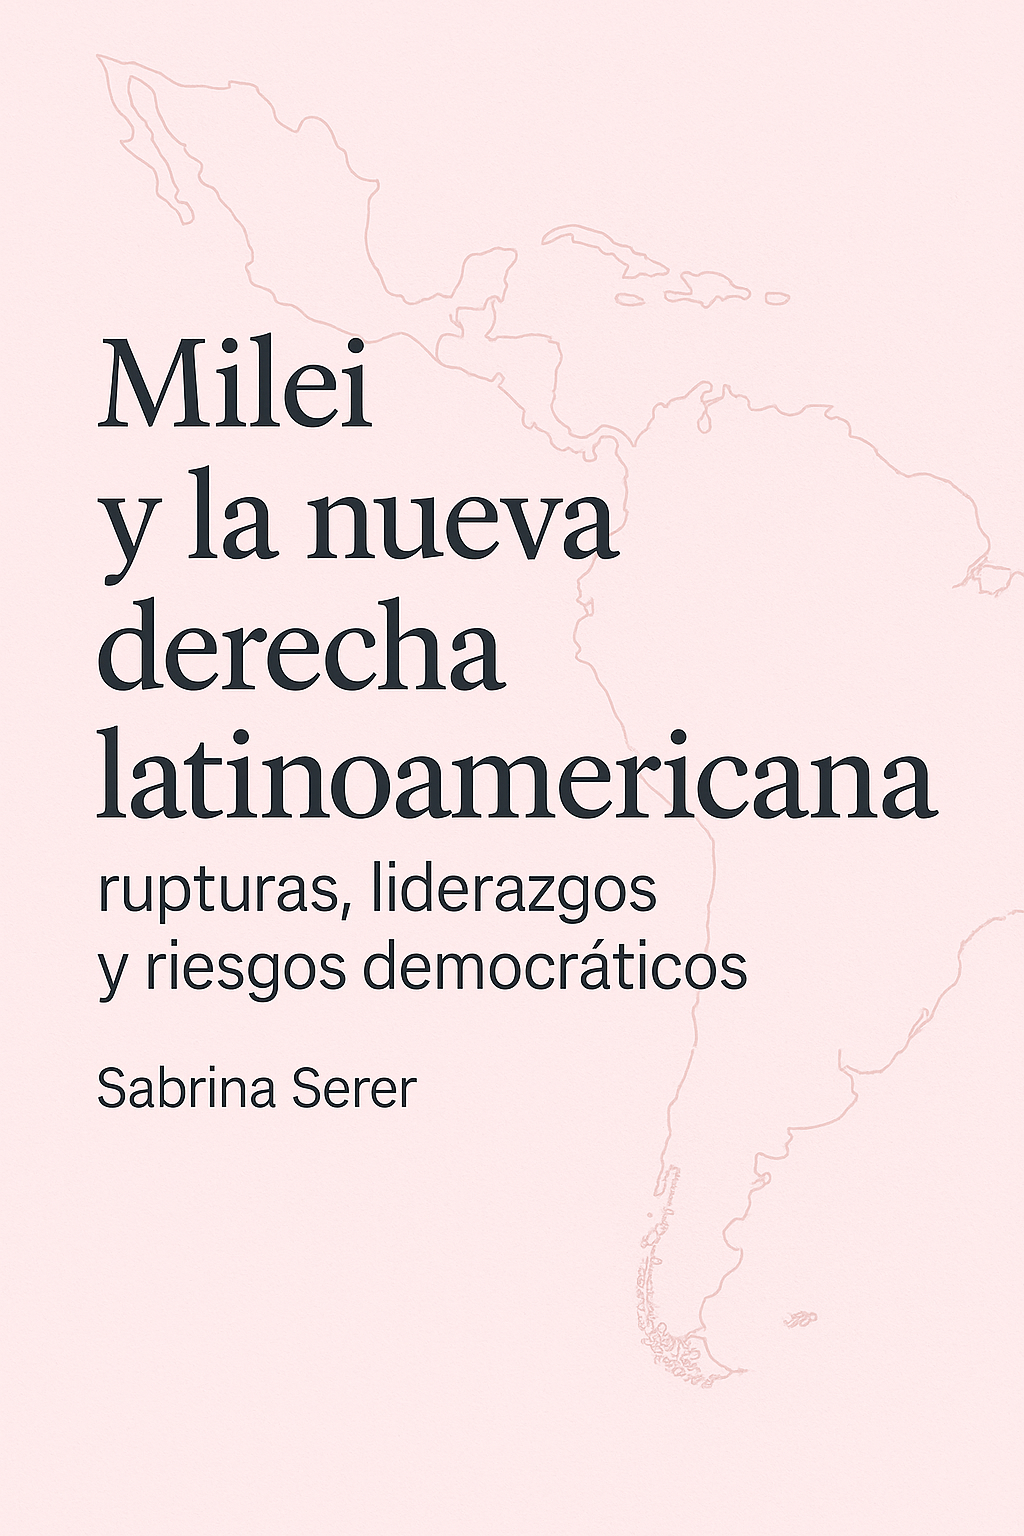 Milei
y la nueva
derecha
latinoamericana
rupturas, liderazgos
y riesgos democráticos
Sabrina Serer